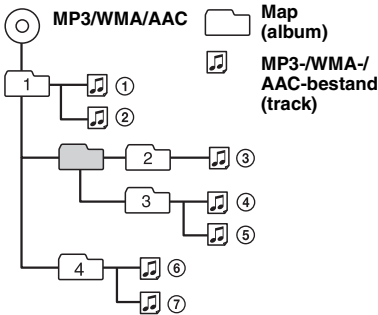 MP3/WMA/AAC
Map
(album)
MP3-/WMA-/
AAC-bestand
(track)
1
①
②
2
③
3
④
⑤
4
⑥
⑦